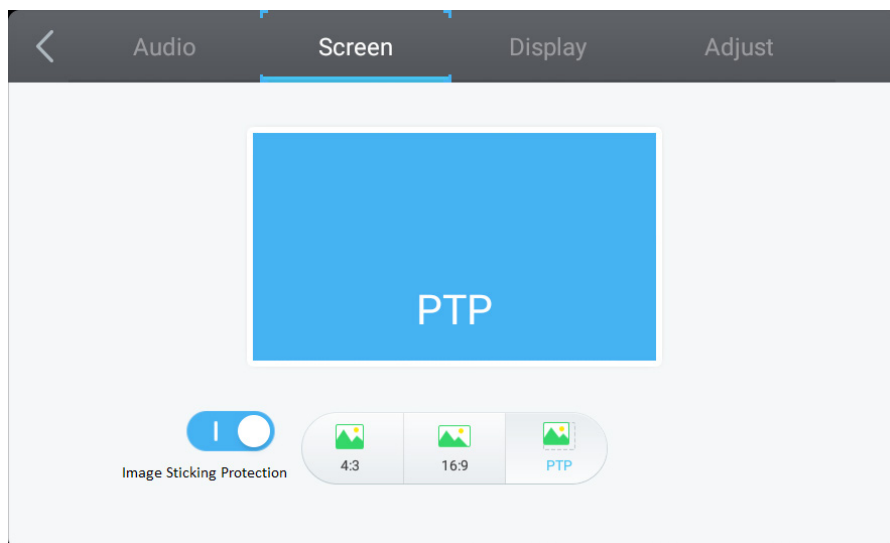 Audio Screen Display Adjust
PTP
Image Sticking Protection
4:3 16:9 PTP